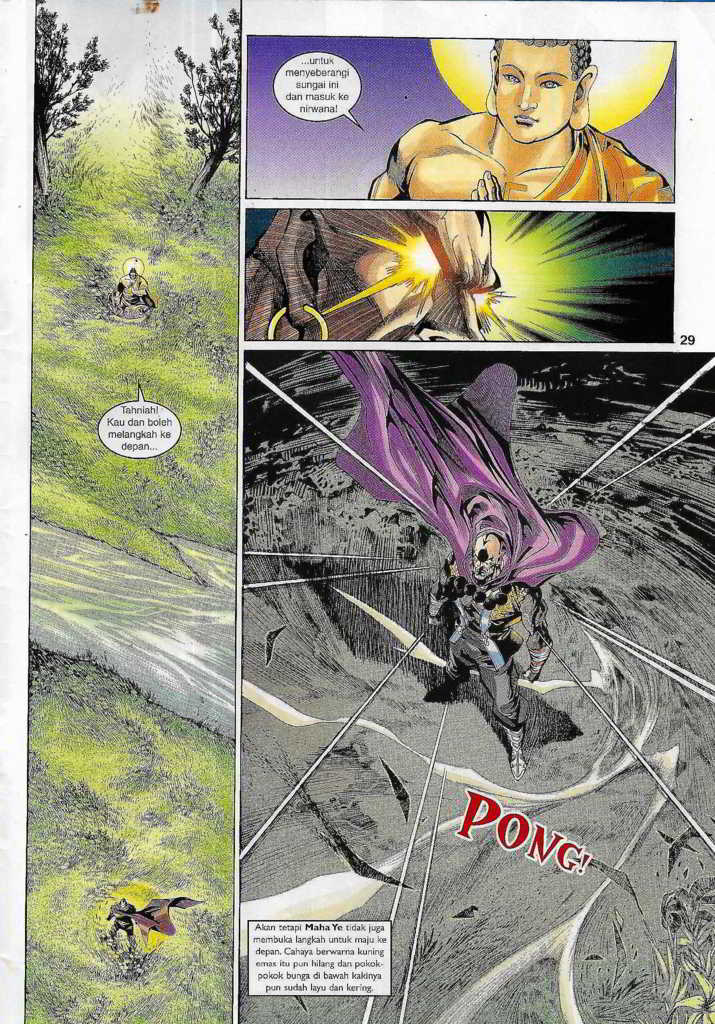 Tahniah!
Kau dan boleh
melangkah ke
depan...
...untuk
menyeberangi
sungai ini
dan masuk ke
nirwana!
29
PONG!
Akan tetapi Maha Ye tidak juga
membuka langkah untuk maju ke
depan. Cahaya berwarna kuning
emas itu pun hilang dan pokok-
pokok bunga di bawah kakinya
pun sudah layu dan kering.